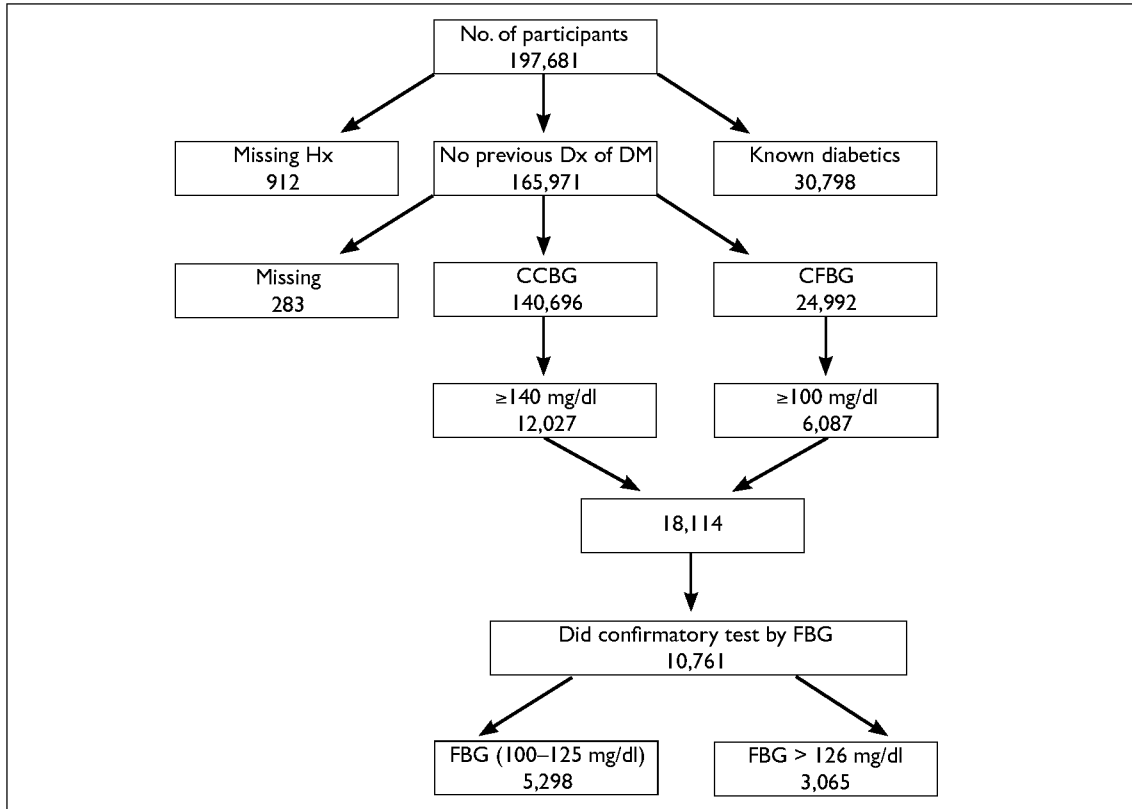 No. of participants
197,681
Missing Hx
912
No previous Dx of DM
165,971
Known diabetics
30,798
Missing
283
CCBG
140,696
CFBG
24,992
≥140 mg/dl
12,027
≥100 mg/dl
6,087
18,114
Did confirmatory test by FBG
10,761
FBG (100–125 mg/dl)
5,298
FBG > 126 mg/dl
3,065